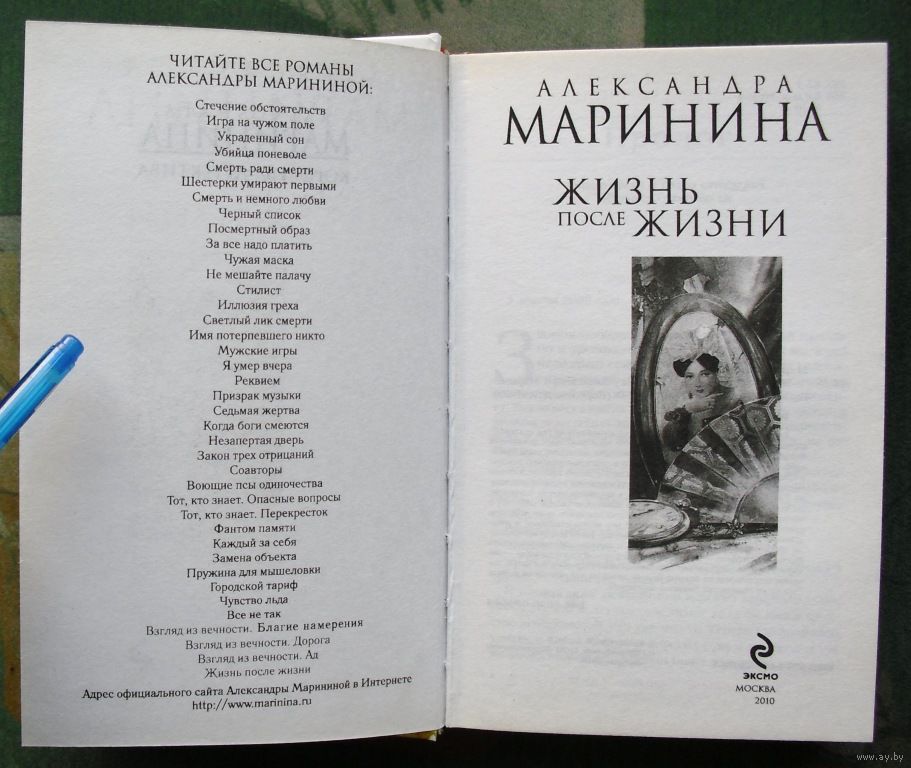 ЧИТАЙТЕ ВСЕ РОМАНЫ
АЛЕКСАНДРЫ МАРИНИНОЙ:
Стечение обстоятельств
Игра на чужом поле
Украденный сон
Убийца поневоле
Смерть ради смерти
Шестерки умирают первыми
Смерть и немного любви
Черный список
Посмертный образ
За все надо платить
Чужая маска
Не мешайте палачу
Стилист
Иллюзия греха
Светлый лик смерти
Имя потерпевшего никто
Мужские игры
Я умер вчера
Реквием
Призрак музыки
Седьмая жертва
Когда боги смеются
Незапертая дверь
Закон трех отрицаний
Соавторы
Воющие псы одиночества
Тот, кто знает. Опасные вопросы
Тот, кто знает. Перекресток
Фантом памяти
Каждый за себя
Замена объекта
Пружина для мышеловки
Городской тариф
Чувство льда
Все не так
Взгляд из вечности. Благие намерения
Взгляд из вечности. Дорога
Взгляд из вечности. Ад
Жизнь после жизни
Адрес официального сайта Александры Марининой в Интернете
http://www.marinina.ru
АЛЕКСАНДРА
МАРИНИНА
ЖИЗНЬ
ПОСЛЕ ЖИЗНИ
ЭКСМО
МОСКВА
2010
www.ay.by